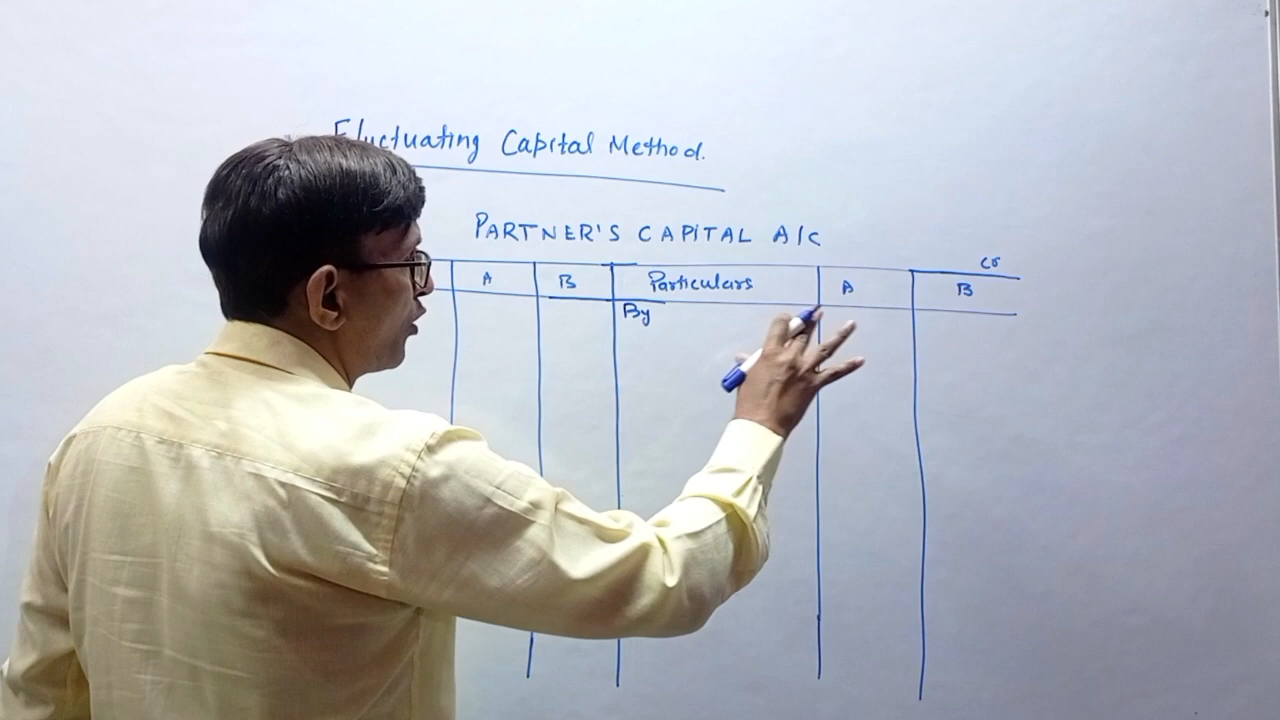 Fluctuating Capital Method.
PARTNER'S CAPITAL A/C
Cr
A B Particulars A B
By